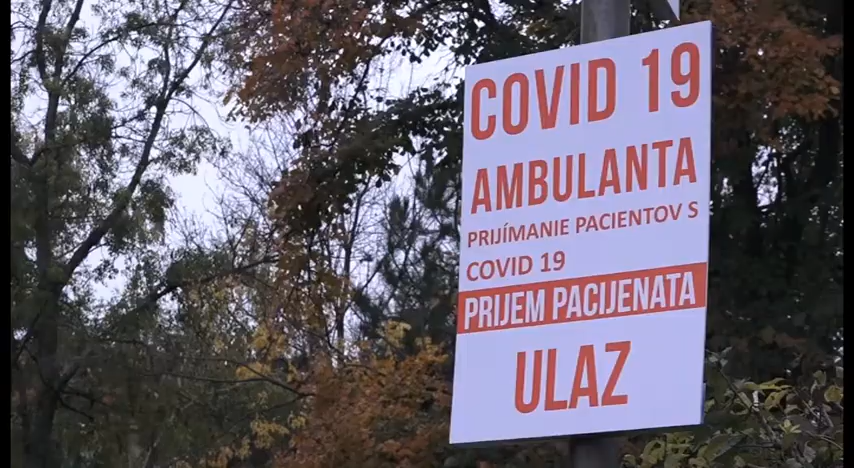 COVID 19
AMBULANTA
PRIJÍMANIE PACIENTOV S
COVID 19
PRIJEM PACIJENATA
ULAZ